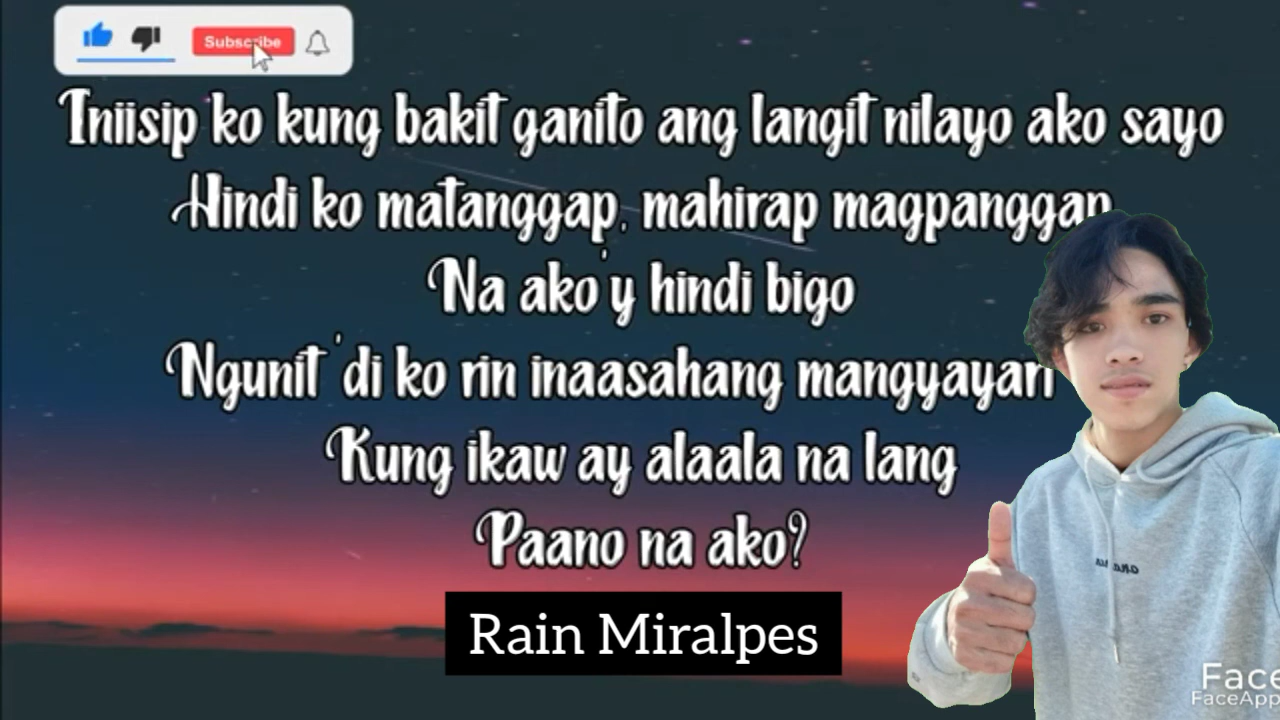 Subscribe
Iniisip ko kung bakit ganito ang langit nilayo ako sayo
Hindi ko matanggap, mahirap magpanggap
Na ako'y hindi bigo
Ngunit 'di ko rin inaasahang mangyayari
Kung ikaw ay alaala na lang
Paano na ako?
Rain Miralpes
Face
FaceApp